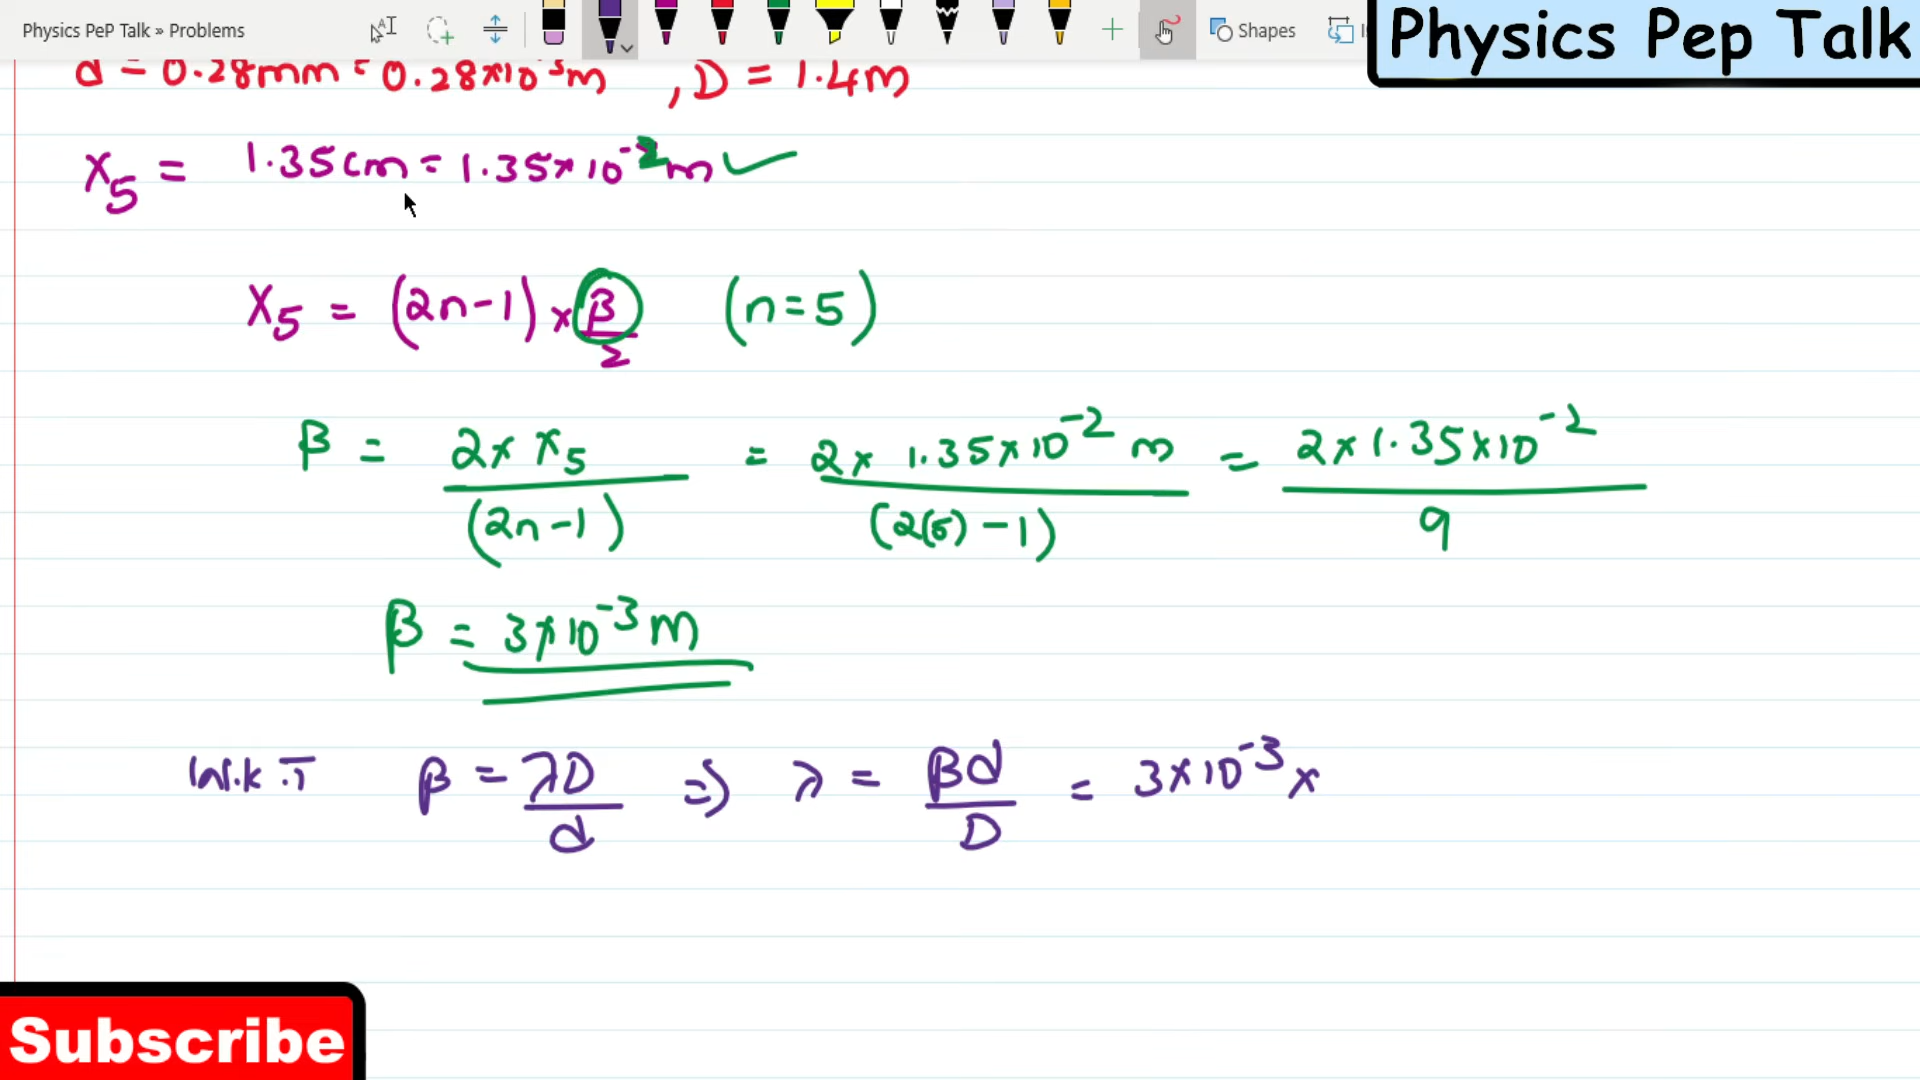 Physics PeP Talk » Problems
Shapes
Physics Pep Talk
d = 0.28mm = 0.28×10⁻³m , D = 1.4m
x₅ = 1.35cm = 1.35×10⁻²m
x₅ = (2n-1) × β/2 (n=5)
β = 2× x₅/(2n-1) = 2× 1.35×10⁻² m/(2(5)-1) = 2×1.35×10⁻²/9
β = 3×10⁻³m
W.K.T β = λD/d => λ = βd/D = 3×10⁻³×
Subscribe